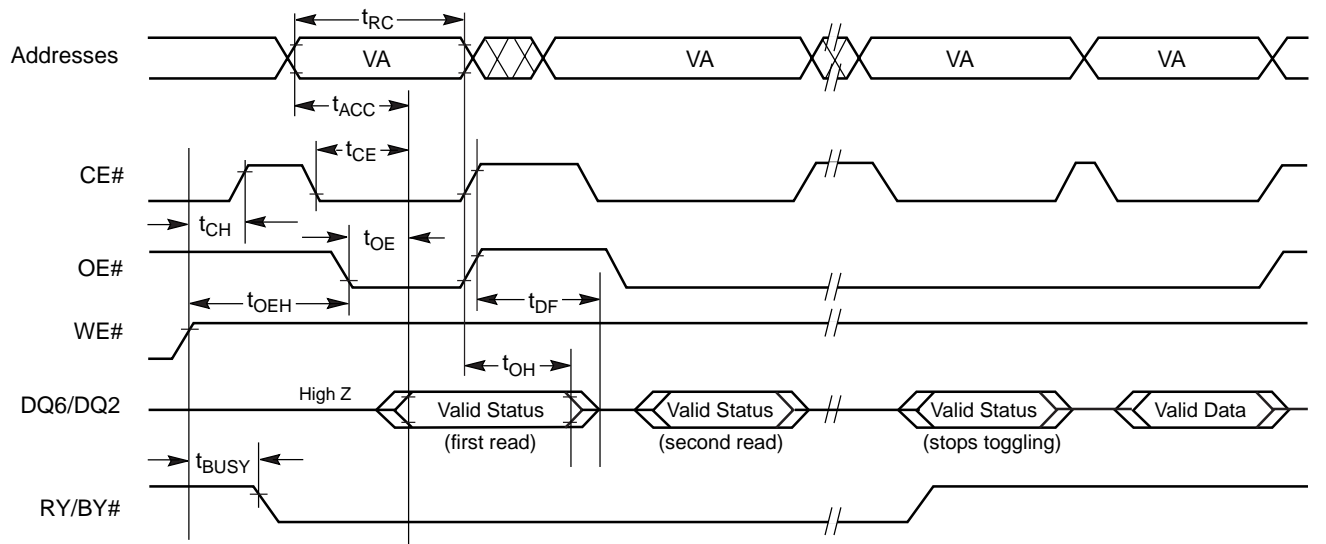 tRC
Addresses VA VA VA VA
tACC
tCE
CE#
tCH
tOE
OE#
tOEH tDF
WE#
tOH
High Z
DQ6/DQ2 Valid Status Valid Status Valid Status Valid Data
(first read) (second read) (stops toggling)
tBUSY
RY/BY#